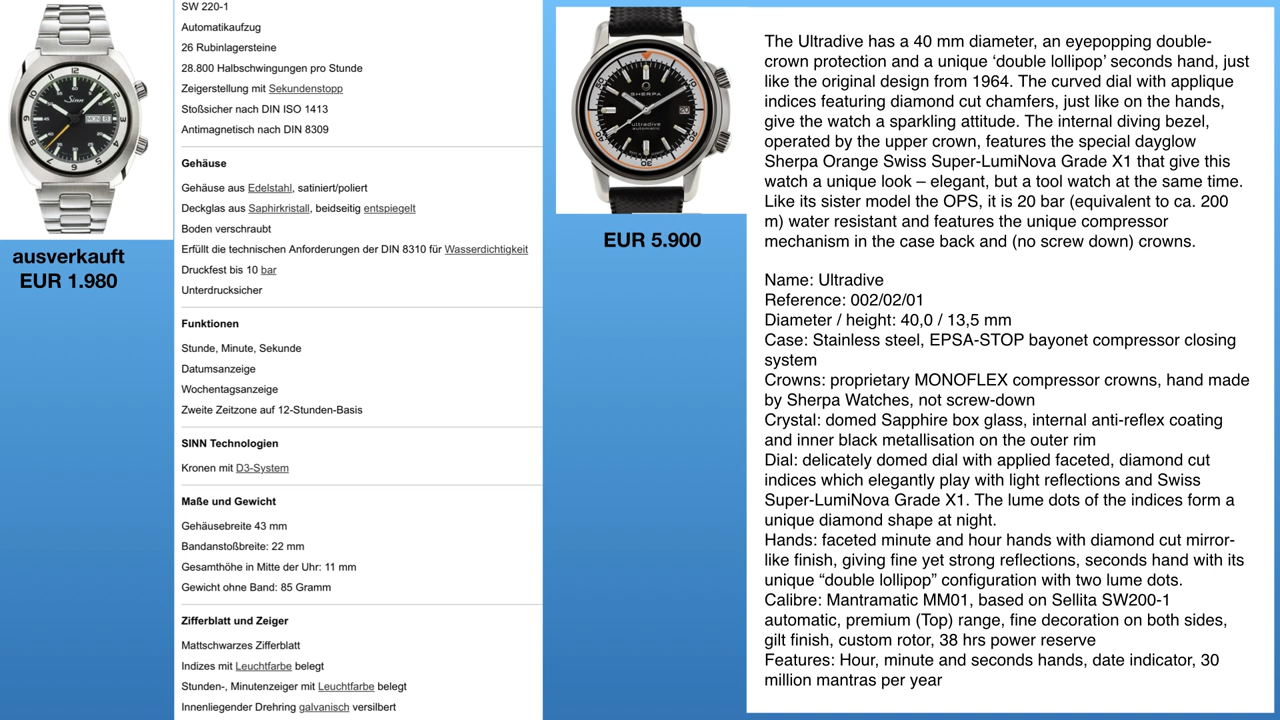 Sinn
ausverkauft
EUR 1.980
SW 220-1
Automatikaufzug
26 Rubinlagersteine
28.800 Halbschwingungen pro Stunde
Zeigerstellung mit Sekundenstopp
Stoßsicher nach DIN ISO 1413
Antimagnetisch nach DIN 8309
Gehäuse
Gehäuse aus Edelstahl, satiniert/poliert
Deckglas aus Saphirkristall, beidseitig entspiegelt
Boden verschraubt
Erfüllt die technischen Anforderungen der DIN 8310 für Wasserdichtigkeit
Druckfest bis 10 bar
Unterdrucksicher
Funktionen
Stunde, Minute, Sekunde
Datumsanzeige
Wochentagsanzeige
Zweite Zeitzone auf 12-Stunden-Basis
SINN Technologien
Kronen mit D3-System
Maße und Gewicht
Gehäusebreite 43 mm
Bandanstoßbreite: 22 mm
Gesamthöhe in Mitte der Uhr: 11 mm
Gewicht ohne Band: 85 Gramm
Zifferblatt und Zeiger
Mattschwarzes Zifferblatt
Indizes mit Leuchtfarbe belegt
Stunden-, Minutenzeiger mit Leuchtfarbe belegt
Innenliegender Drehring galvanisch versilbert
SHERPA
ultradive
automatic
20
EUR 5.900
The Ultradive has a 40 mm diameter, an eyepopping double-
crown protection and a unique ‘double lollipop’ seconds hand, just
like the original design from 1964. The curved dial with applique
indices featuring diamond cut chamfers, just like on the hands,
give the watch a sparkling attitude. The internal diving bezel,
operated by the upper crown, features the special dayglow
Sherpa Orange Swiss Super-LumiNova Grade X1 that give this
watch a unique look – elegant, but a tool watch at the same time.
Like its sister model the OPS, it is 20 bar (equivalent to ca. 200
m) water resistant and features the unique compressor
mechanism in the case back and (no screw down) crowns.
Name: Ultradive
Reference: 002/02/01
Diameter / height: 40,0 / 13,5 mm
Case: Stainless steel, EPSA-STOP bayonet compressor closing
system
Crowns: proprietary MONOFLEX compressor crowns, hand made
by Sherpa Watches, not screw-down
Crystal: domed Sapphire box glass, internal anti-reflex coating
and inner black metallisation on the outer rim
Dial: delicately domed dial with applied faceted, diamond cut
indices which elegantly play with light reflections and Swiss
Super-LumiNova Grade X1. The lume dots of the indices form a
unique diamond shape at night.
Hands: faceted minute and hour hands with diamond cut mirror-
like finish, giving fine yet strong reflections, seconds hand with its
unique “double lollipop” configuration with two lume dots.
Calibre: Mantramatic MM01, based on Sellita SW200-1
automatic, premium (Top) range, fine decoration on both sides,
gilt finish, custom rotor, 38 hrs power reserve
Features: Hour, minute and seconds hands, date indicator, 30
million mantras per year